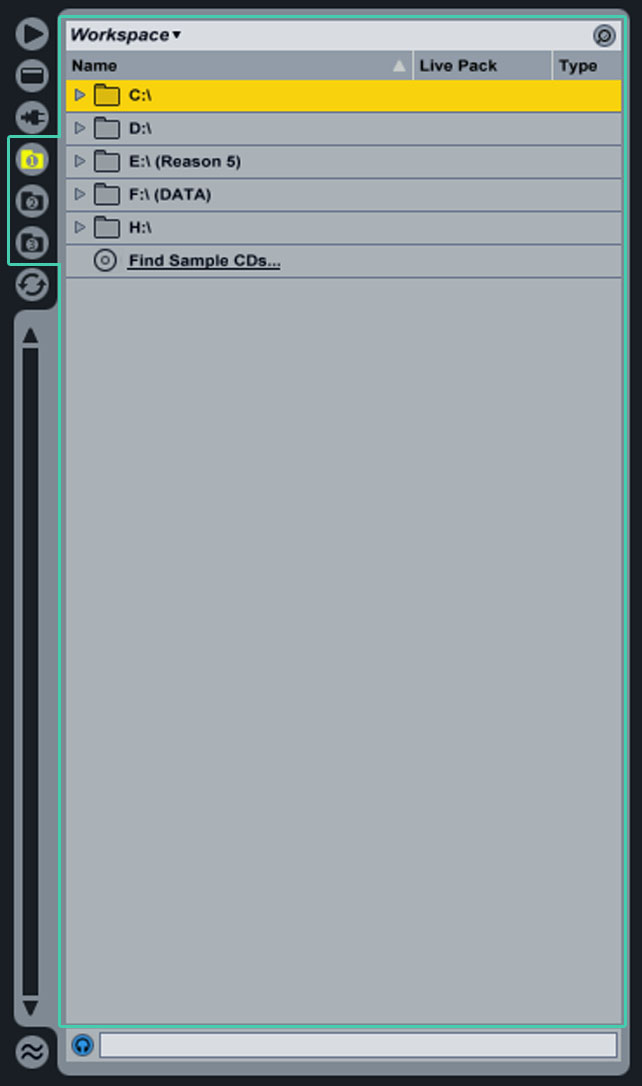 Workspace
Name Live Pack Type
C:\
D:\
1
E:\ (Reason 5)
2
F:\ (DATA)
H:\
3
Find Sample CDs...